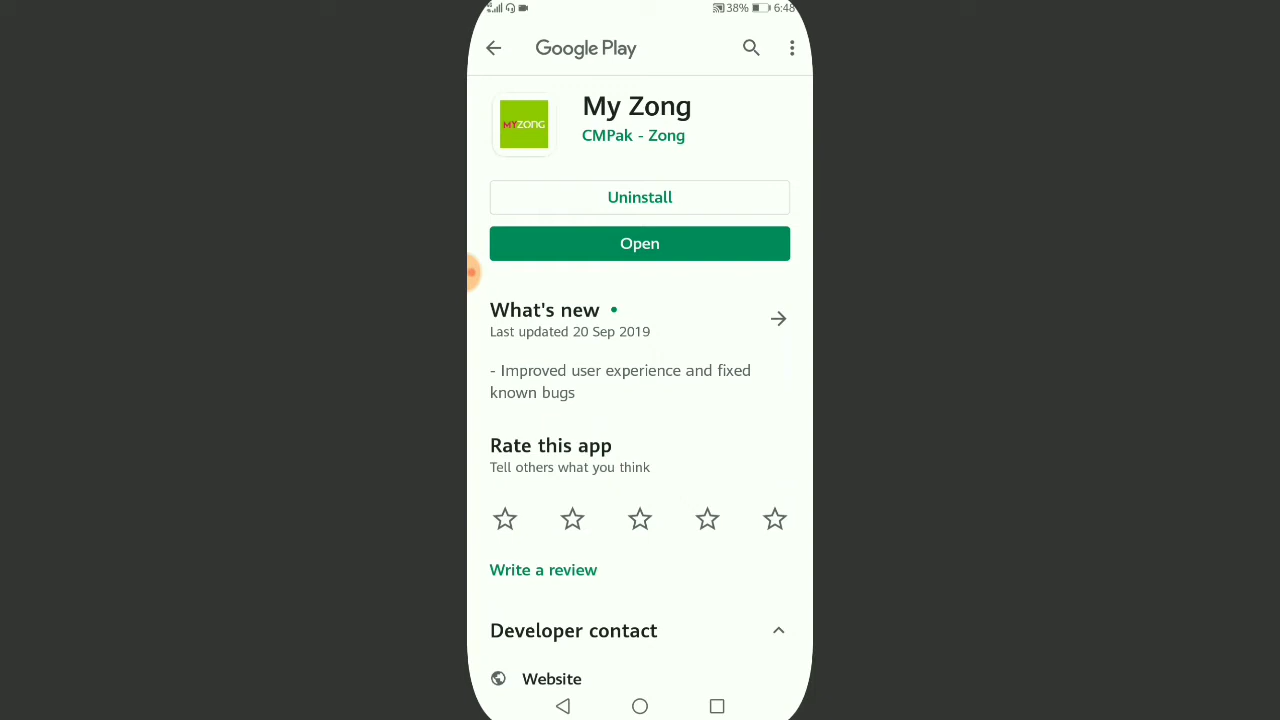 38% 6:48
Google Play
My Zong
MYZONG
CMPak - Zong
Uninstall
Open
What's new
Last updated 20 Sep 2019
- Improved user experience and fixed
known bugs
Rate this app
Tell others what you think
Write a review
Developer contact
Website